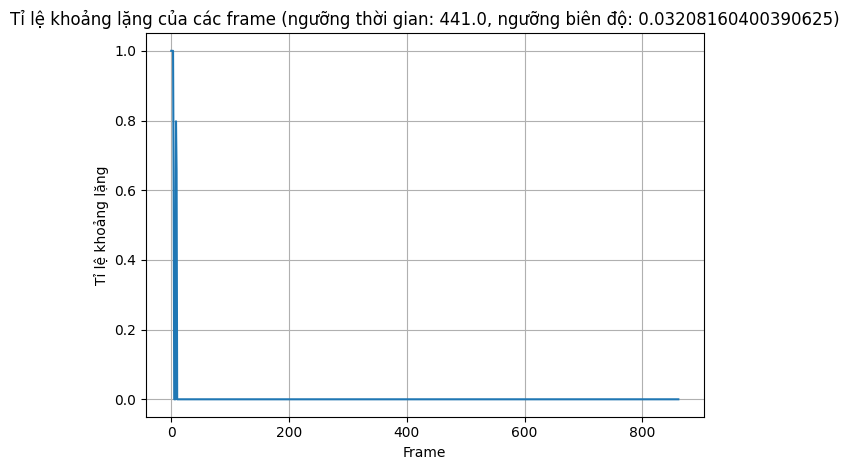 Tỉ lệ khoảng lặng của các frame (ngưỡng thời gian: 441.0, ngưỡng biên độ: 0.03208160400390625)
1.0
0.8
0.6
0.4
0.2
0.0
Tỉ lệ khoảng lặng
0 200 400 600 800
Frame